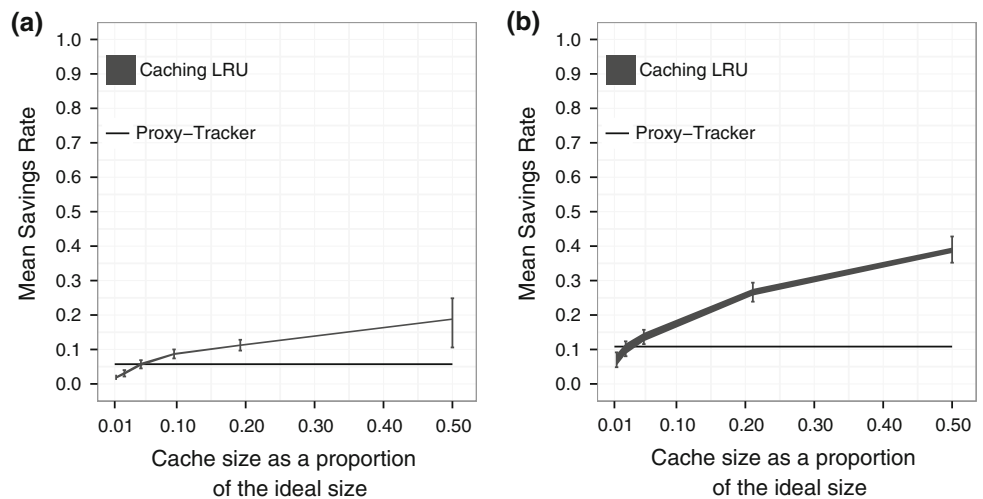 (a)
Mean Savings Rate
1.0
0.9
0.8
0.7
0.6
0.5
0.4
0.3
0.2
0.1
0.0
Caching LRU
Proxy−Tracker
0.01 0.10 0.20 0.30 0.40 0.50
Cache size as a proportion
of the ideal size
(b)
Mean Savings Rate
1.0
0.9
0.8
0.7
0.6
0.5
0.4
0.3
0.2
0.1
0.0
Caching LRU
Proxy−Tracker
0.01 0.10 0.20 0.30 0.40 0.50
Cache size as a proportion
of the ideal size